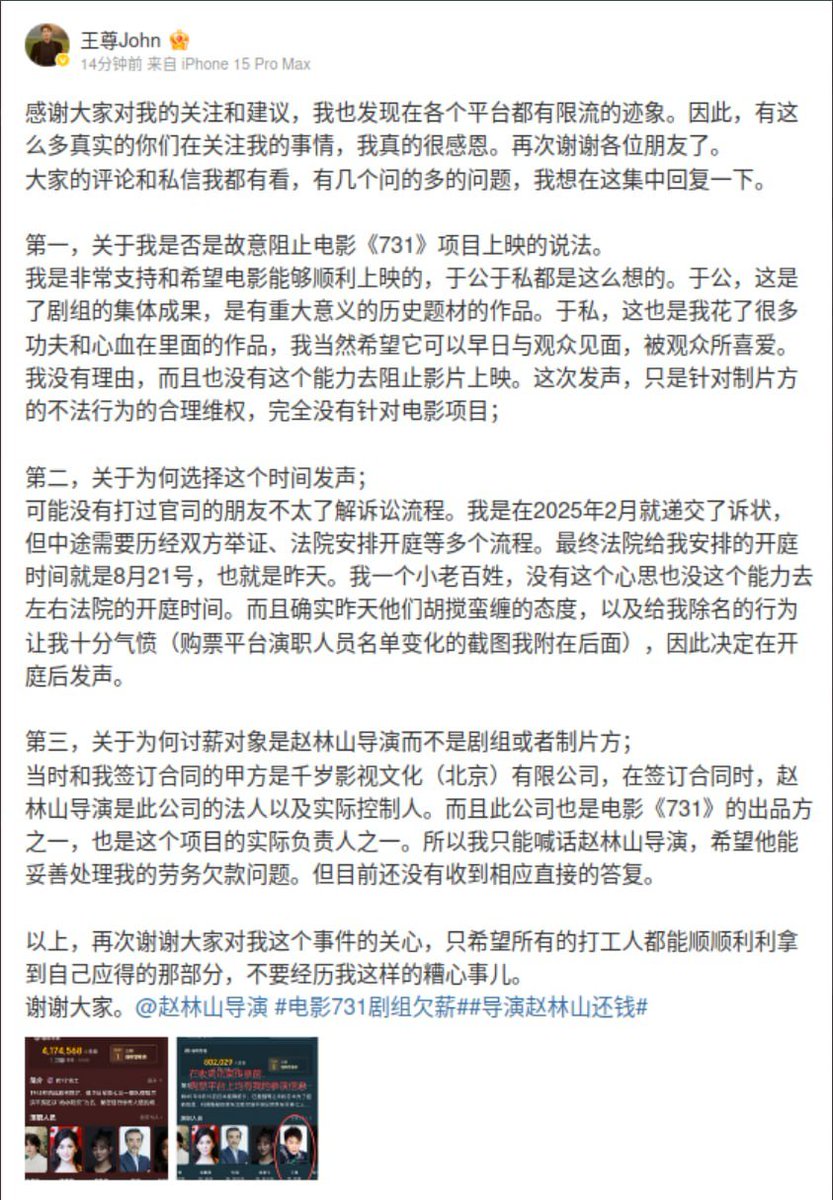 王尊John
14分钟前 来自 iPhone 15 Pro Max
感谢大家对我的关注和建议，我也发现在各个平台都有限流的迹象。因此，有这
么多真实的你们在关注我的事情，我真的很感恩。再次谢谢各位朋友了。
大家的评论和私信我都有看，有几个问的多的问题，我想在这集中回复一下。
第一，关于我是否是故意阻止电影《731》项目上映的说法。
我是非常支持和希望电影能够顺利上映的，于公于私都是这么想的。于公，这是
了剧组的集体成果，是有重大意义的历史题材的作品。于私，这也是我花了很多
功夫和心血在里面的作品，我当然希望它可以早日与观众见面，被观众所喜爱。
我没有理由，而且也没有这个能力去阻止影片上映。这次发声，只是针对制片方
的不法行为的合理维权，完全没有针对电影项目；
第二，关于为何选择这个时间发声；
可能没有打过官司的朋友不太了解诉讼流程。我是在2025年2月就递交了诉状，
但中途需要历经双方举证、法院安排开庭等多个流程。最终法院给我安排的开庭
时间就是8月21号，也就是昨天。我一个小老百姓，没有这个心思也没这个能力去
左右法院的开庭时间。而且确实昨天他们胡搅蛮缠的态度，以及给我除名的行为
让我十分气愤（购票平台演职人员名单变化的截图我附在后面），因此决定在开
庭后发声。
第三，关于为何讨薪对象是赵林山导演而不是剧组或者制片方；
当时和我签订合同的甲方是千岁影视文化（北京）有限公司，在签订合同时，赵
林山导演是此公司的法人以及实际控制人。而且此公司也是电影《731》的出品方
之一，也是这个项目的实际负责人之一。所以我只能喊话赵林山导演，希望他能
妥善处理我的劳务欠款问题。但目前还没有收到相应直接的答复。
以上，再次谢谢大家对我这个事件的关心，只希望所有的打工人都能顺顺利利拿
到自己应得的那部分，不要经历我这样的糟心事儿。
谢谢大家。@赵林山导演 #电影731剧组欠薪##导演赵林山还钱#
4,174,568
简介
演职人员
802,029
演职人员